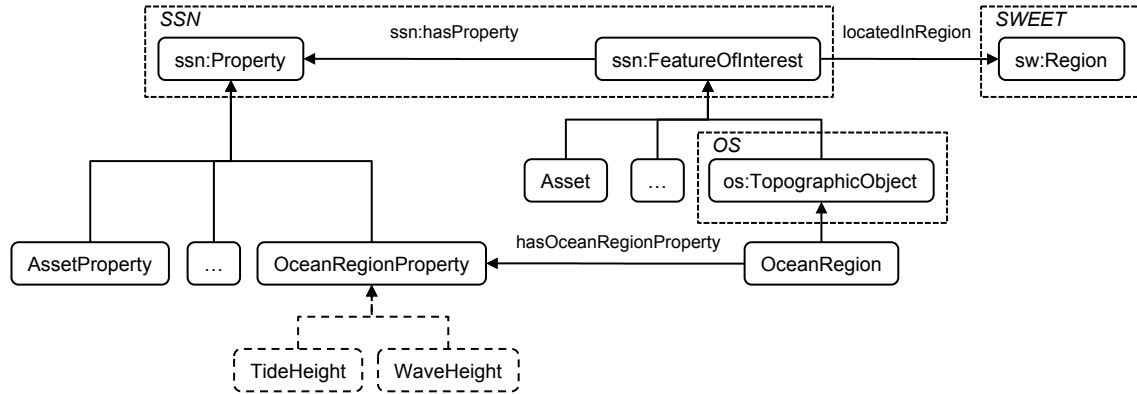 SSN
SWEET
ssn:hasProperty
locatedInRegion
ssn:Property
ssn:FeatureOfInterest
sw:Region
OS
Asset
…
os:TopographicObject
hasOceanRegionProperty
AssetProperty
…
OceanRegionProperty
OceanRegion
TideHeight
WaveHeight